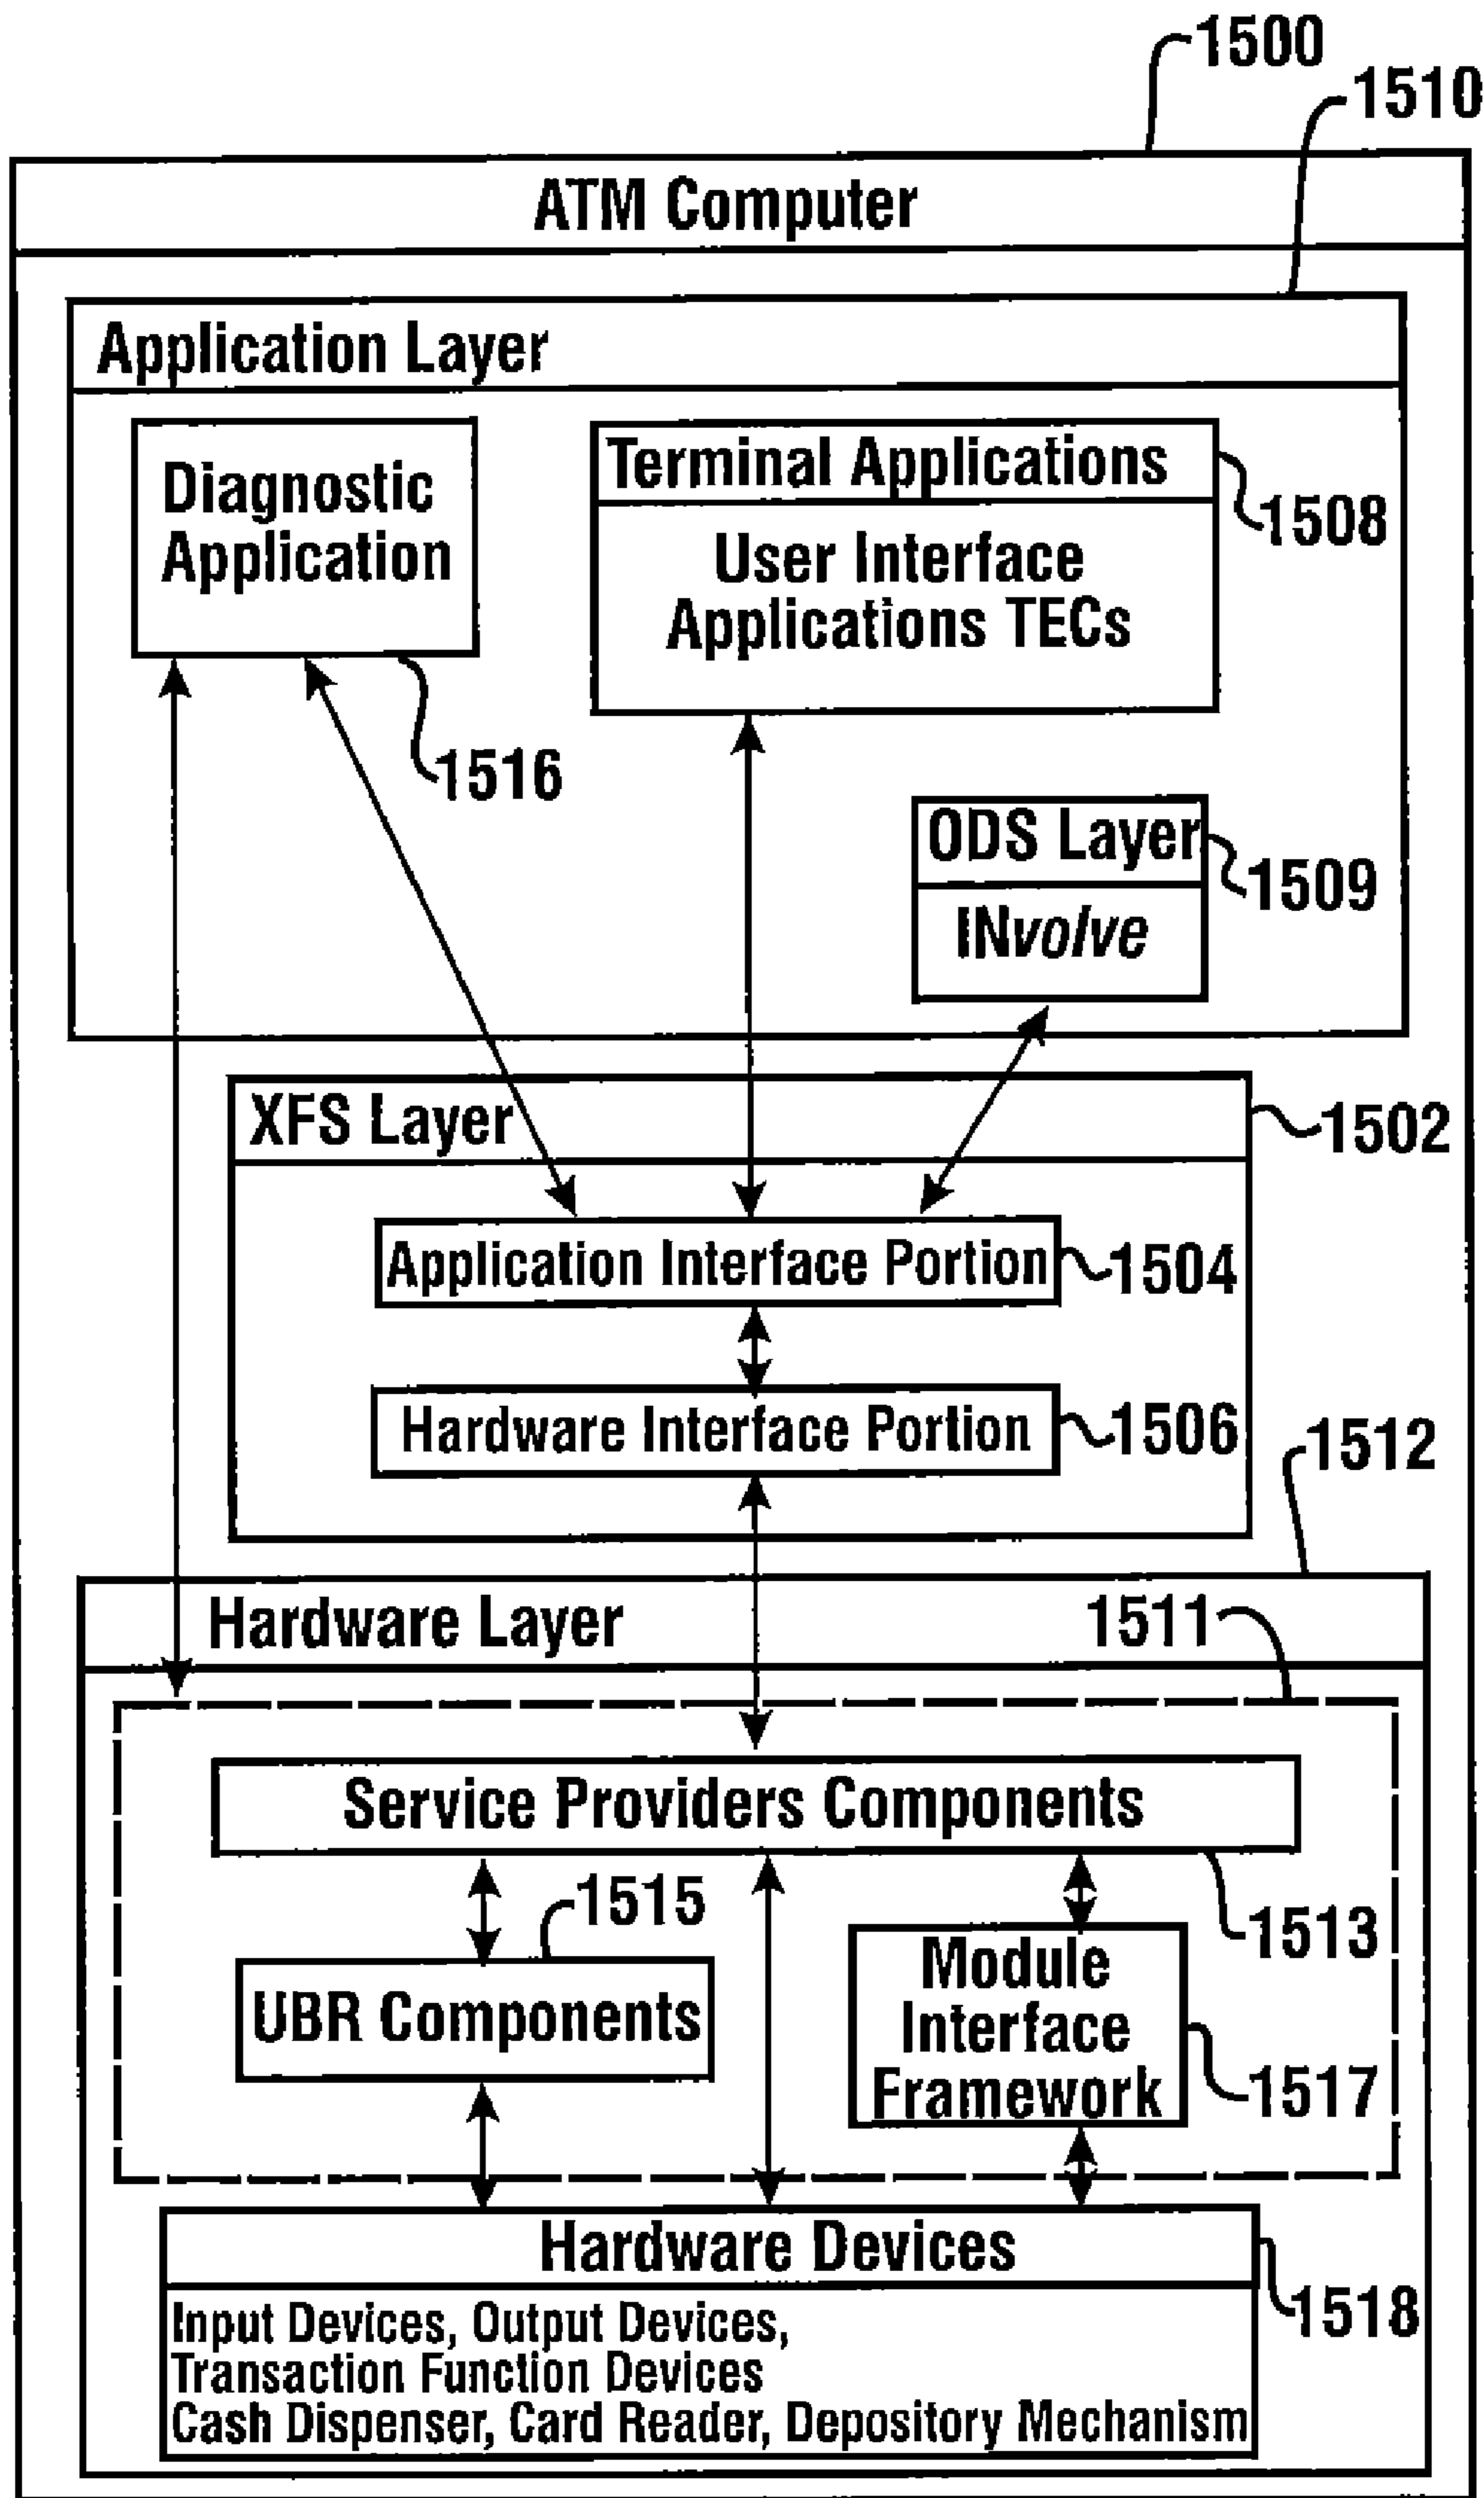 1500
1510
ATM Computer
Application Layer
Diagnostic
Application
Terminal Applications
1508
User Interface
Applications TECs
1516
ODS Layer
1509
INvolve
XFS Layer
1502
Application Interface Portion
1504
Hardware Interface Portion
1506
1512
Hardware Layer
1511
Service Providers Components
1515
1513
UBR Components
Module
Interface
Framework
1517
Hardware Devices
1518
Input Devices, Output Devices,
Transaction Function Devices
Cash Dispenser, Card Reader, Depository Mechanism